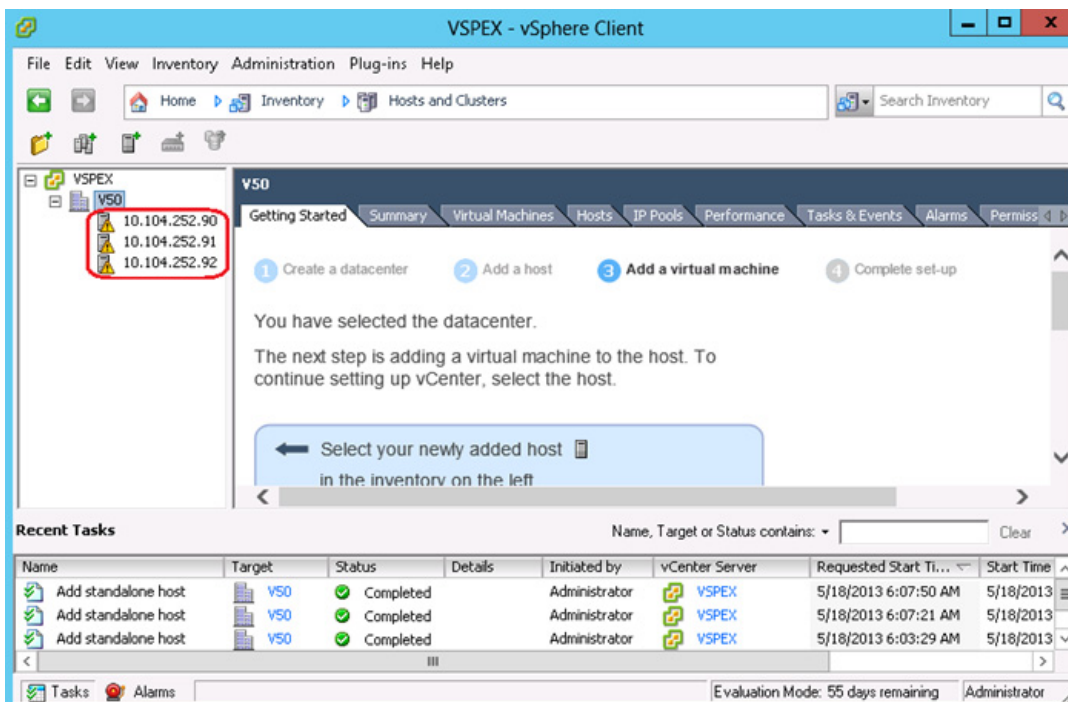 VSPEX - vSphere Client
File Edit View Inventory Administration Plug-ins Help
Home Inventory Hosts and Clusters Search Inventory
VSPEX
V50
10.104.252.90
10.104.252.91
10.104.252.92
V50
Getting Started Summary Virtual Machines Hosts IP Pools Performance Tasks & Events Alarms Permiss
1 Create a datacenter 2 Add a host 3 Add a virtual machine 4 Complete set-up
You have selected the datacenter.
The next step is adding a virtual machine to the host. To
continue setting up vCenter, select the host.
Select your newly added host
in the inventory on the left
Recent Tasks Name, Target or Status contains: Clear
Name Target Status Details Initiated by vCenter Server Requested Start Ti... Start Time
Add standalone host V50 Completed Administrator VSPEX 5/18/2013 6:07:50 AM 5/18/2013
Add standalone host V50 Completed Administrator VSPEX 5/18/2013 6:07:21 AM 5/18/2013
Add standalone host V50 Completed Administrator VSPEX 5/18/2013 6:03:29 AM 5/18/2013
Tasks Alarms Evaluation Mode: 55 days remaining Administrator